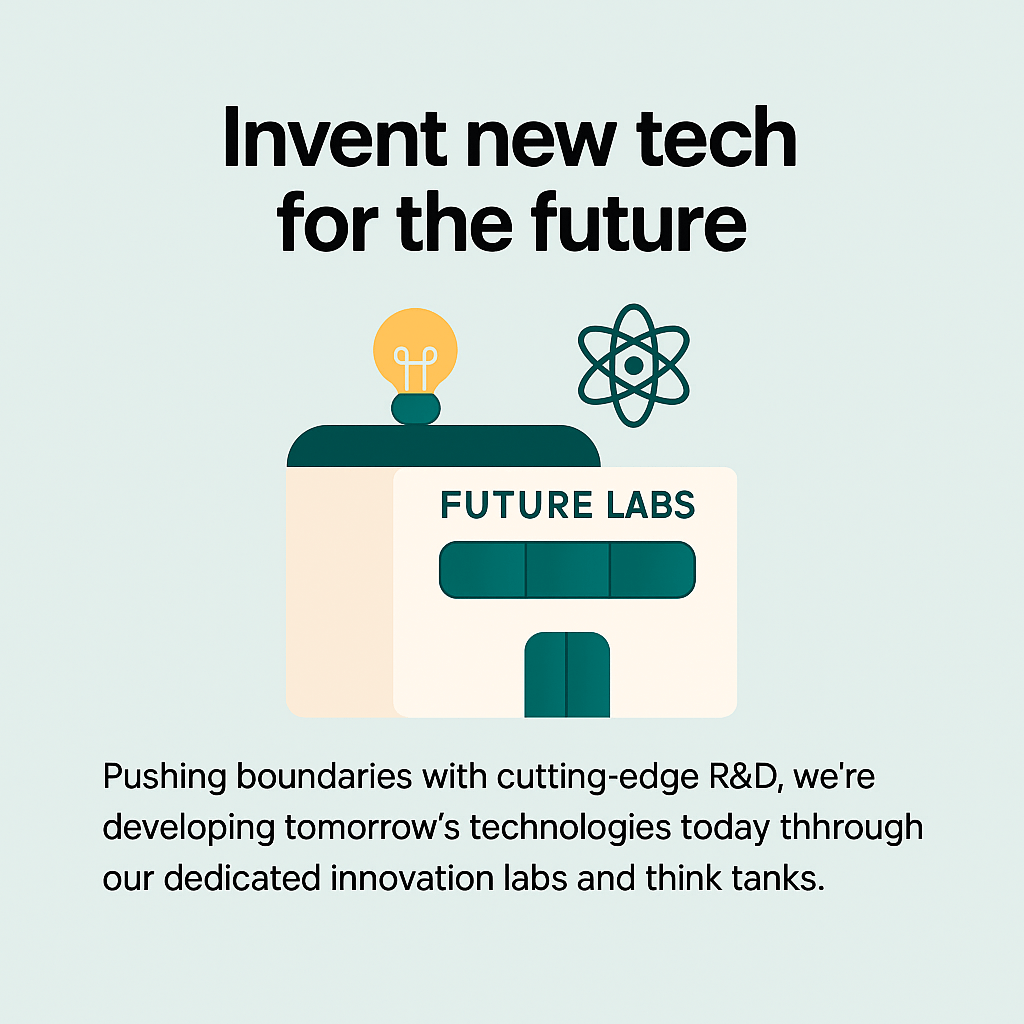 Invent new tech
for the future
FUTURE LABS
Pushing boundaries with cutting-edge R&D, we're
developing tomorrow’s technologies today thhrough
our dedicated innovation labs and think tanks.